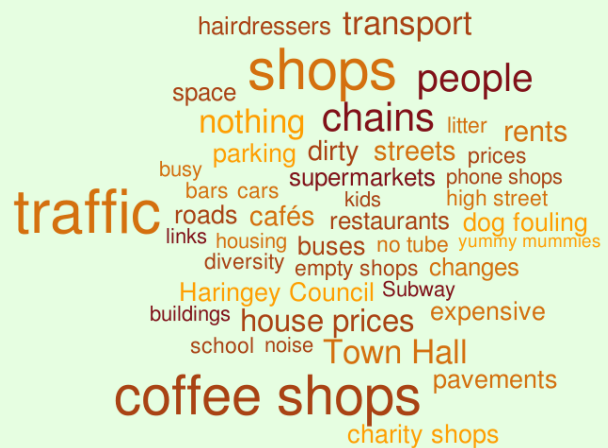 hairdressers transport
shops people
space
nothing chains litter rents
parking dirty streets prices
busy supermarkets phone shops
bars cars kids high street
traffic roads cafés restaurants dog fouling
links housing buses no tube yummy mummies
diversity empty shops changes
Haringey Council Subway
buildings house prices expensive
school noise Town Hall
coffee shops pavements
charity shops